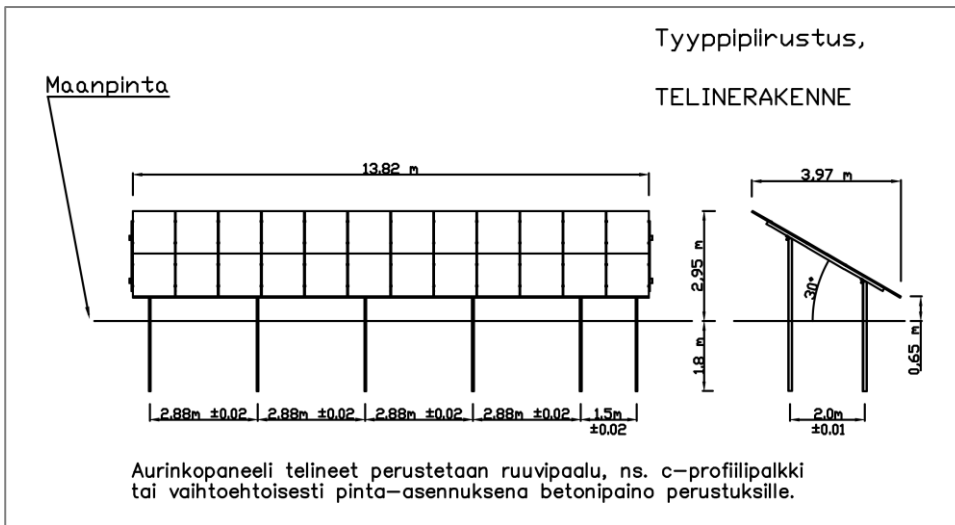 Tyyppipiirustus,
Maanpinta
TELINERAKENNE
13.82 m
3,97 m
2,95 m
30°
0,65 m
1.8 m
2.88m ±0.02
2.88m ±0.02
2.88m ±0.02
2.88m ±0.02
1.5m
±0.02
2.0m
±0.01
Aurinkopaneeli telineet perustetaan ruuvipaalu, ns. c-profiilipalkki
tai vaihtoehtoisesti pinta-asennuksena betonipaino perustuksille.